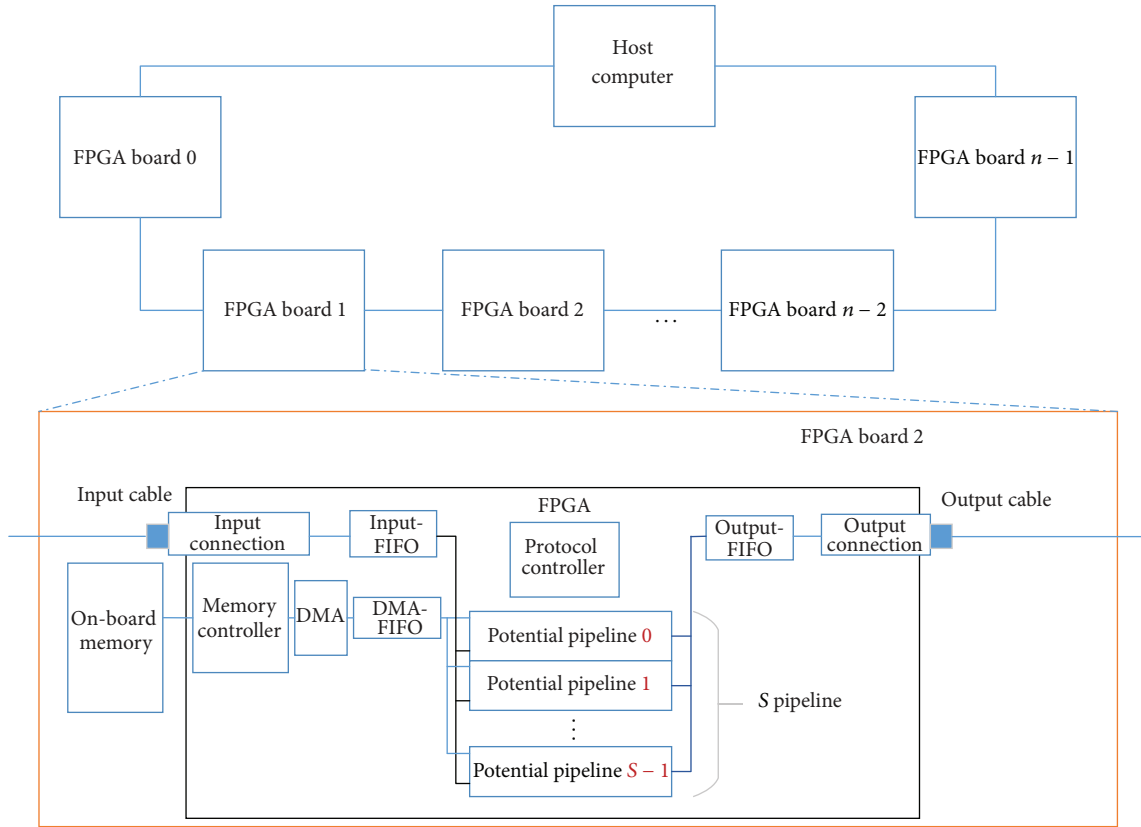 Host
computer
FPGA board 0
FPGA board n − 1
FPGA board 1
FPGA board 2
...
FPGA board n − 2
FPGA board 2
Input cable
FPGA
Output cable
Input
connection
Input-
FIFO
Protocol
controller
Output-
FIFO
Output
connection
On-board
memory
Memory
controller
DMA
DMA-
FIFO
Potential pipeline 0
Potential pipeline 1
⋮
Potential pipeline S − 1
S pipeline